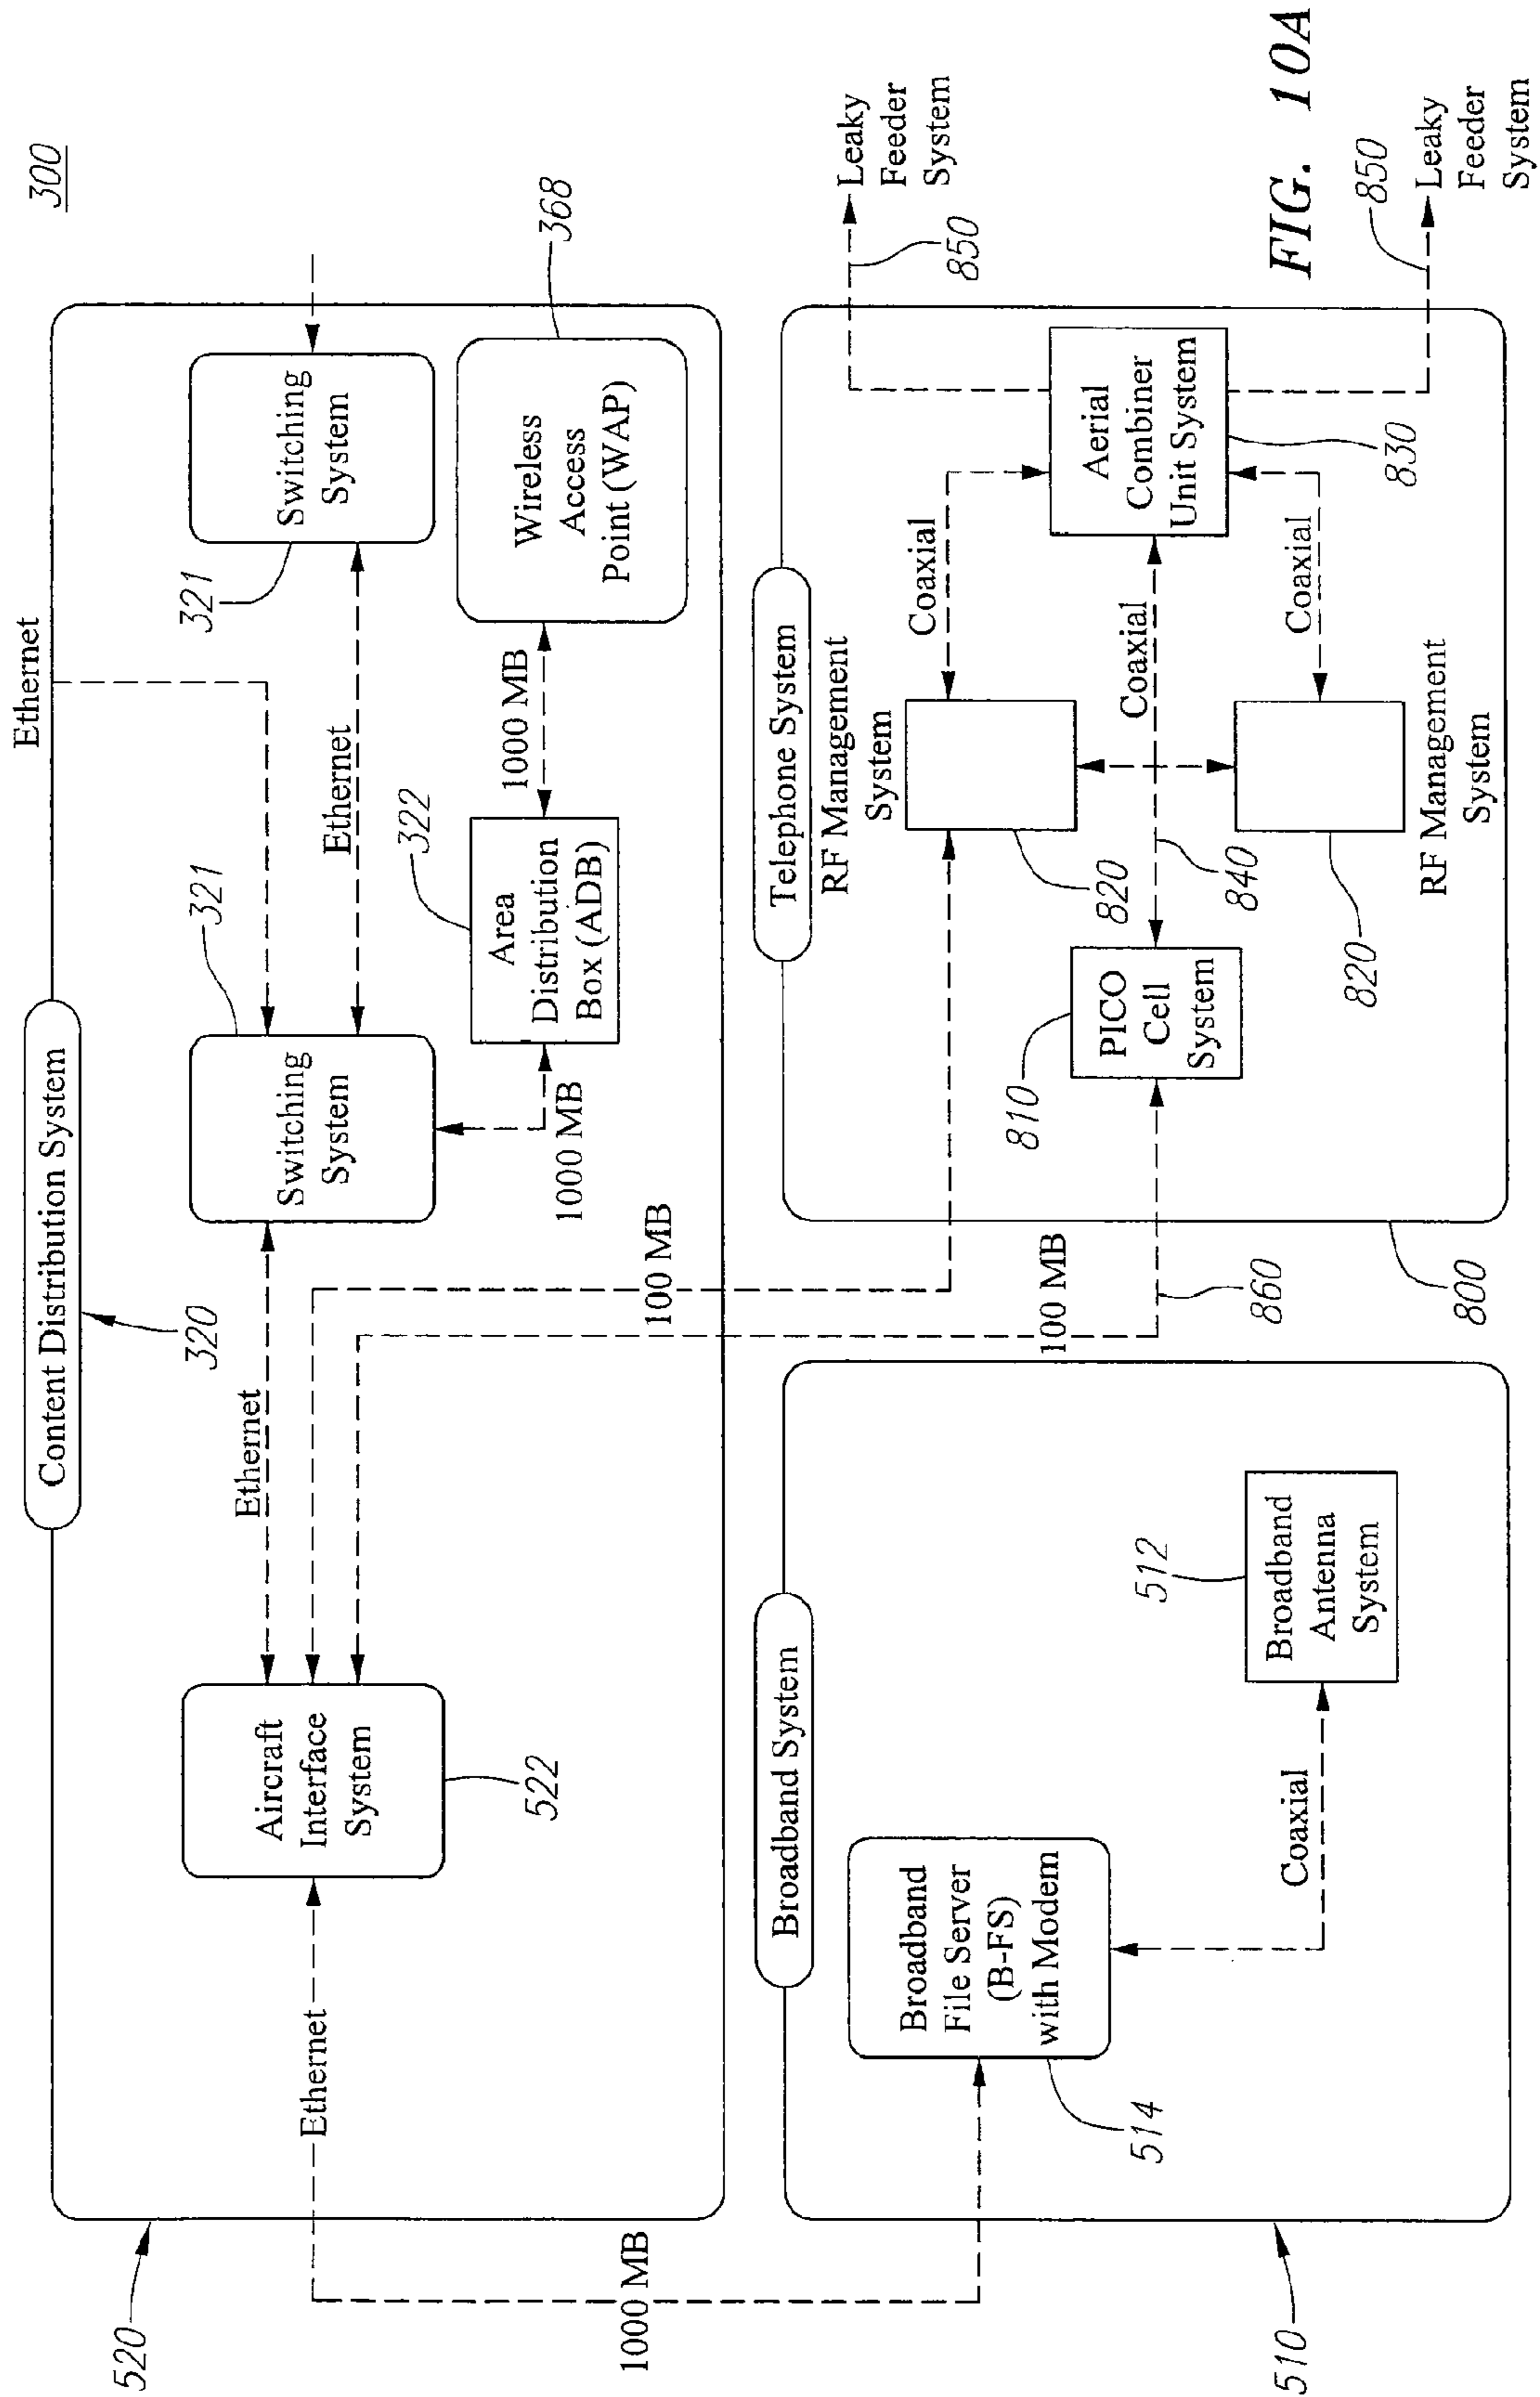 300
Ethernet
Content Distribution System
320
520
Ethernet
Aircraft
Interface
System
522
Ethernet
Switching
System
321
Ethernet
Switching
System
321
1000 MB
Area
Distribution
Box (ADB)
322
1000 MB
Wireless
Access
Point (WAP)
368
1000 MB
100 MB
100 MB
860
Broadband System
510
Broadband
File Server
(B-FS)
with Modem
514
Coaxial
Broadband
Antenna
System
512
Telephone System
800
RF Management
System
820
PICO
Cell
System
810
840
Coaxial
Coaxial
Coaxial
820
RF Management
System
Aerial
Combiner
Unit System
830
850
Leaky
Feeder
System
850
Leaky
Feeder
System
FIG. 10A